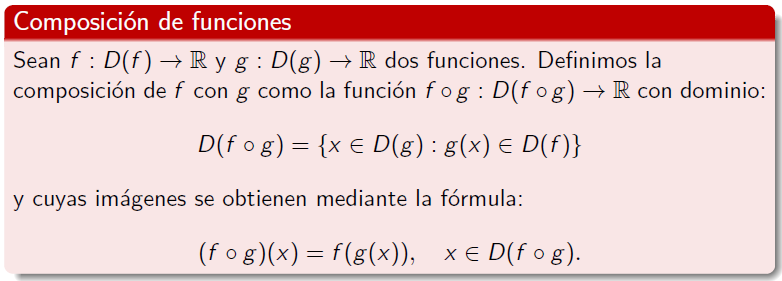 Composición de funciones
Sean f : D(f) → ℝ y g : D(g) → ℝ dos funciones. Definimos la
composición de f con g como la función f ∘ g : D(f ∘ g) → ℝ con dominio:
D(f ∘ g) = {x ∈ D(g) : g(x) ∈ D(f)}
y cuyas imágenes se obtienen mediante la fórmula:
(f ∘ g)(x) = f(g(x)), x ∈ D(f ∘ g).